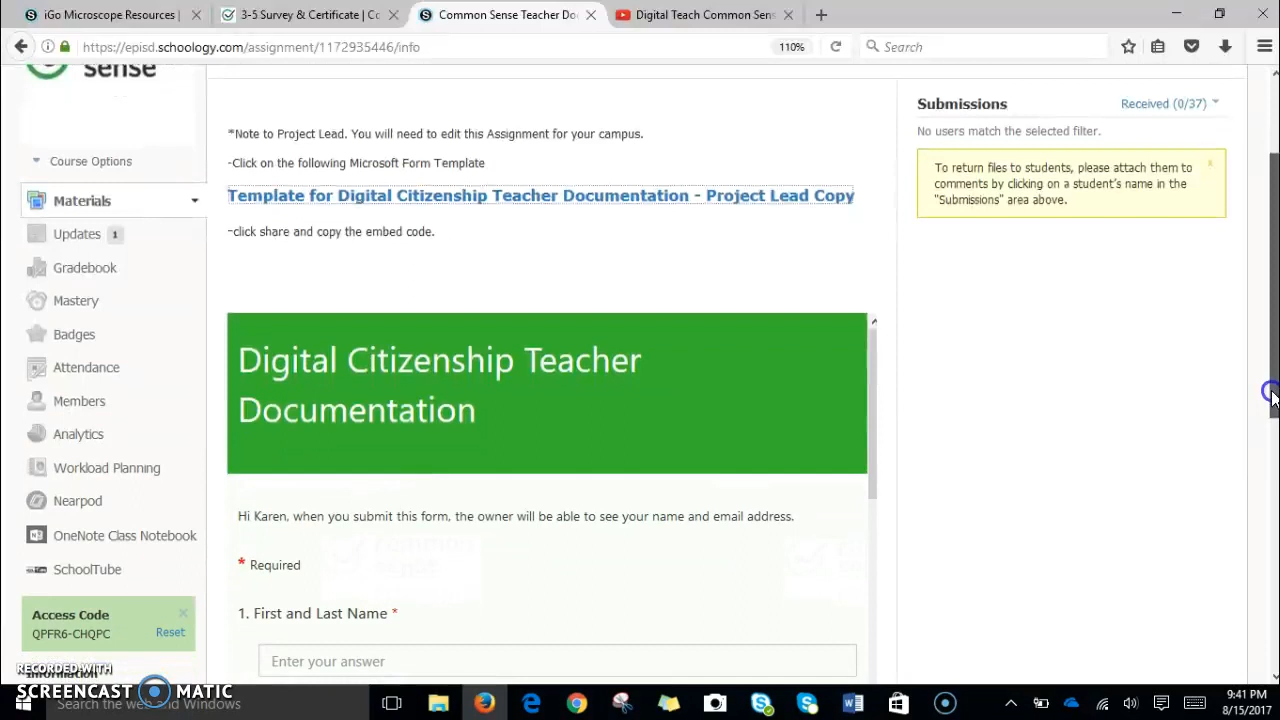 iGo Microsope Resources |
3-5 Survey & Certificate | Co
Common Sense Teacher Do
Digital Teach Common Sens
https://episd.schoology.com/assignment/1172935446/info
110%
Search
sense
Submissions
Received (0/37)
No users match the selected filter.
To return files to students, please attach them to
comments by clicking on a student's name in the
"Submissions" area above.
x
*Note to Project Lead. You will need to edit this Assignment for your campus.
-Click on the following Microsoft Form Template
Template for Digital Citizenship Teacher Documentation - Project Lead Copy
-click share and copy the embed code.
Course Options
Materials
Updates 1
Gradebook
Mastery
Badges
Attendance
Members
Analytics
Workload Planning
Nearpod
OneNote Class Notebook
SchoolTube
Access Code
QPFR6-CHQPC Reset
Information
Digital Citizenship Teacher
Documentation
Hi Karen, when you submit this form, the owner will be able to see your name and email address.
* Required
1. First and Last Name *
Enter your answer
RECORDED WITH
SCREENCAST MATIC
Search the web and Windows
9:41 PM
8/15/2017